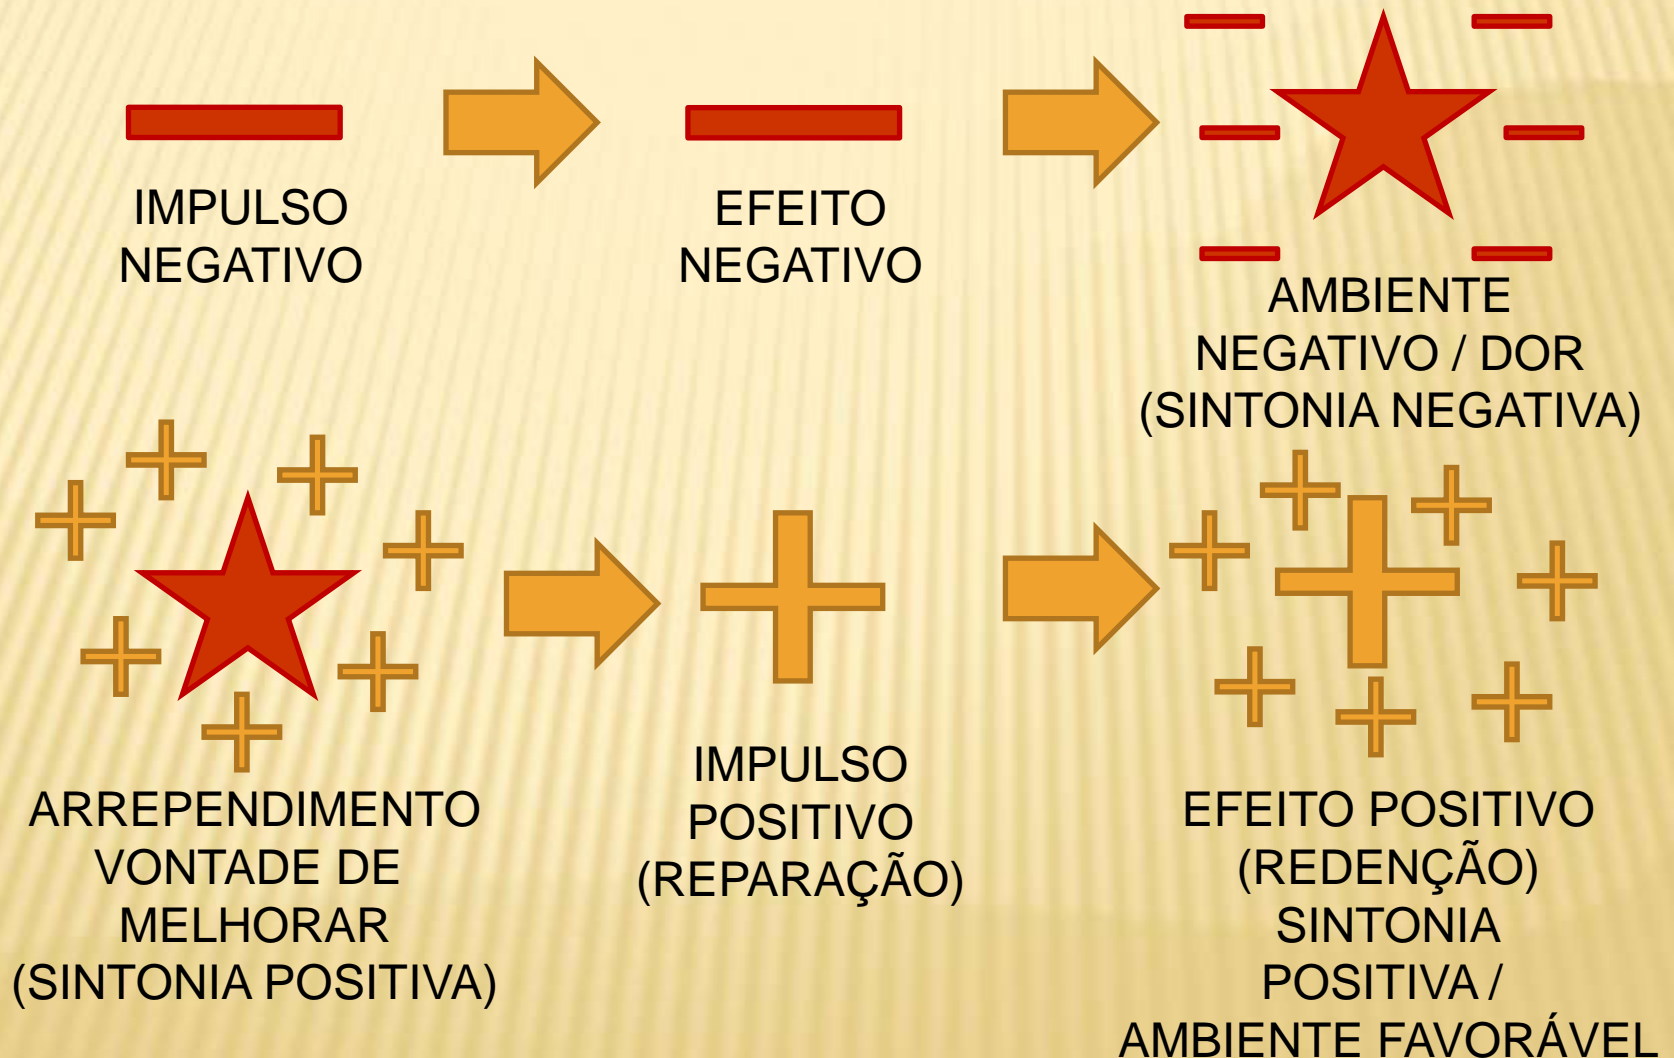 IMPULSO
NEGATIVO
EFEITO
NEGATIVO
AMBIENTE
NEGATIVO / DOR
(SINTONIA NEGATIVA)
ARREPENDIMENTO
VONTADE DE
MELHORAR
(SINTONIA POSITIVA)
IMPULSO
POSITIVO
(REPARAÇÃO)
EFEITO POSITIVO
(REDENÇÃO)
SINTONIA
POSITIVA /
AMBIENTE FAVORÁVEL